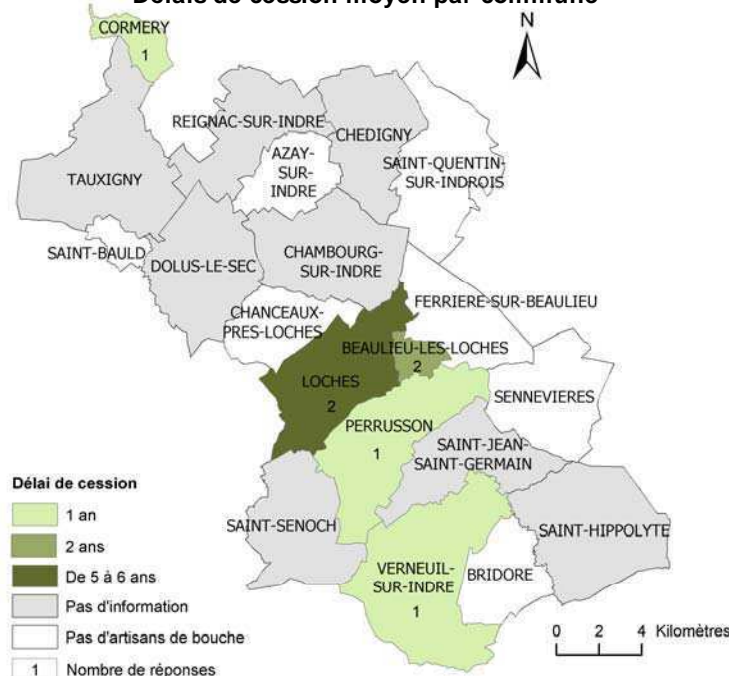 Délais de cession moyen par commune
N
CORMERY
1
REIGNAC-SUR-INDRE
CHEDIGNY
AZAY-
SUR-
INDRE
SAINT-QUENTIN-
SUR-INDROIS
TAUXIGNY
SAINT-BAULD
DOLUS-LE-SEC
CHAMBOURG-
SUR-INDRE
CHANCEAUX-
PRES-LOCHES
FERRIERE-SUR-BEAULIEU
BEAULIEU-LES-LOCHES
2
LOCHES
2
SENNEVIERES
PERRUSSON
1
SAINT-JEAN-
SAINT-GERMAIN
SAINT-SENOCH
SAINT-HIPPOLYTE
VERNEUIL-
SUR-INDRE
1
BRIDORE
Délai de cession
1 an
2 ans
De 5 à 6 ans
Pas d'information
Pas d'artisans de bouche
1 Nombre de réponses
0 2 4 Kilomètres